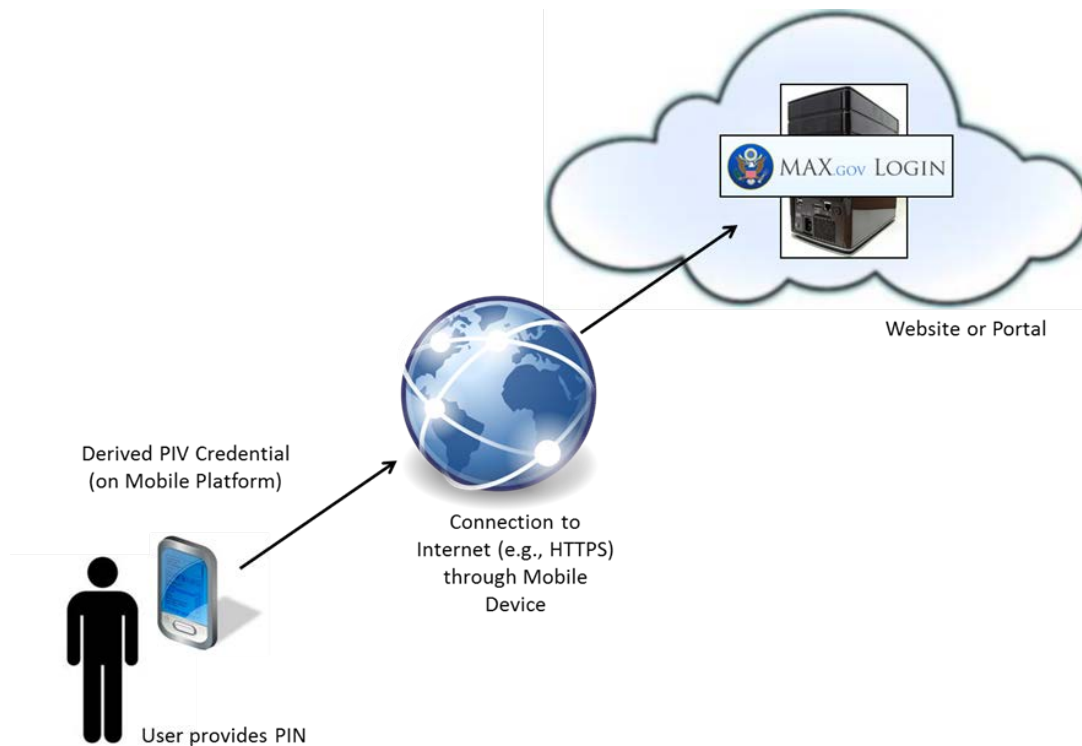 MAX.GOV LOGIN
Website or Portal
Derived PIV Credential
(on Mobile Platform)
Connection to
Internet (e.g., HTTPS)
through Mobile
Device
User provides PIN